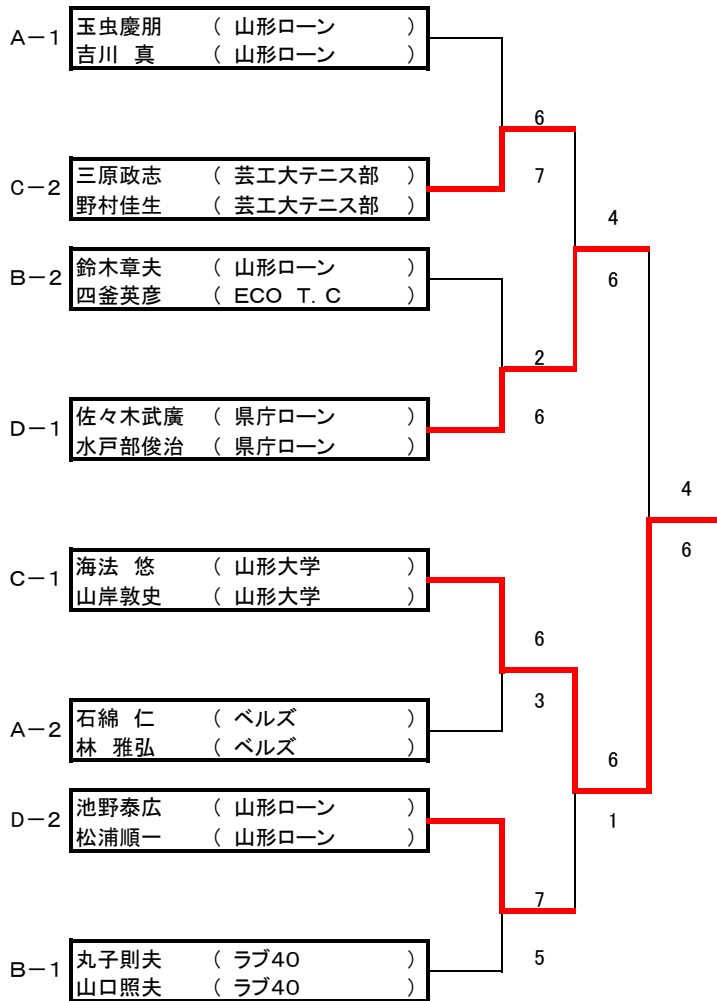 A-1 玉虫慶朋 ( 山形ローン )
吉川 真 ( 山形ローン )
6
C-2 三原政志 ( 芸工大テニス部 )
野村佳生 ( 芸工大テニス部 )
7
4
B-2 鈴木章夫 ( 山形ローン )
四釜英彦 ( ECO T.C )
6
2
D-1 佐々木武廣 ( 県庁ローン )
水戸部俊治 ( 県庁ローン )
6
4
6
C-1 海法 悠 ( 山形大学 )
山岸敦史 ( 山形大学 )
6
A-2 石綿 仁 ( ベルズ )
林 雅弘 ( ベルズ )
3
6
D-2 池野泰広 ( 山形ローン )
松浦順一 ( 山形ローン )
1
7
B-1 丸子則夫 ( ラブ40 )
山口照夫 ( ラブ40 )
5